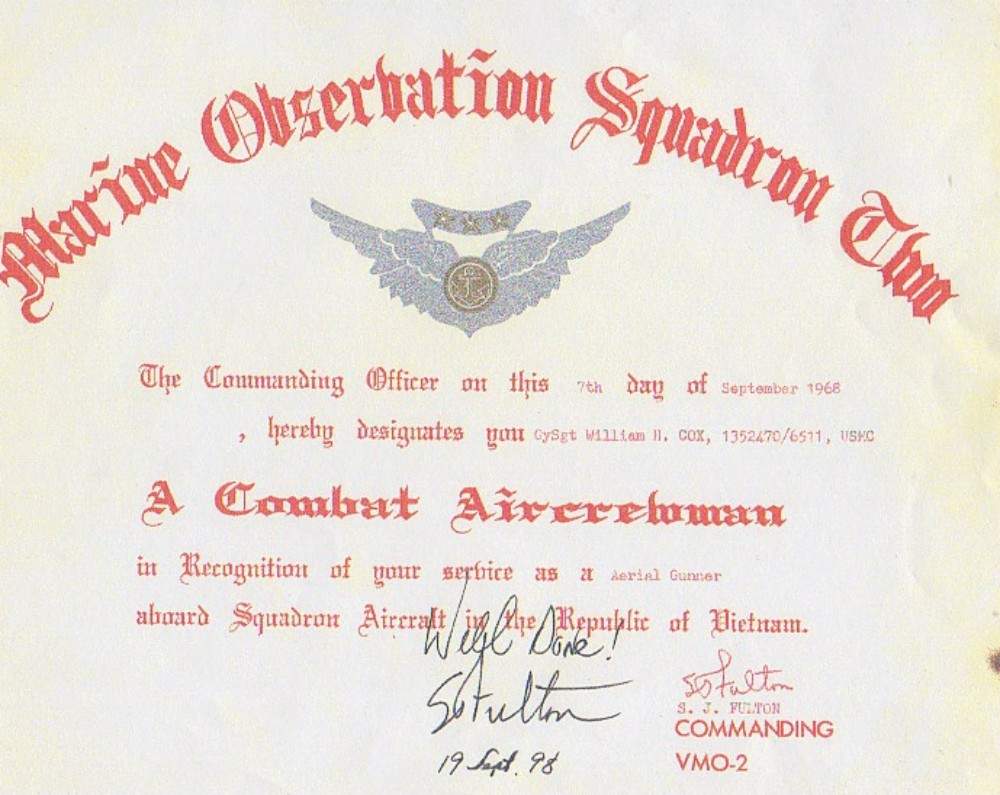 Marine Observation Squadron Two
The Commanding Officer on this 7th day of September 1968
, hereby designates you GySgt William H. COX, 1352470/6511, USMC
A Combat Aircrewman
in Recognition of your service as a Aerial Gunner
aboard Squadron Aircraft in the Republic of Vietnam.
Well Done!
SJ Fulton
19 Sept. 98
SJ Fulton
S. J. FULTON
COMMANDING
VMO-2